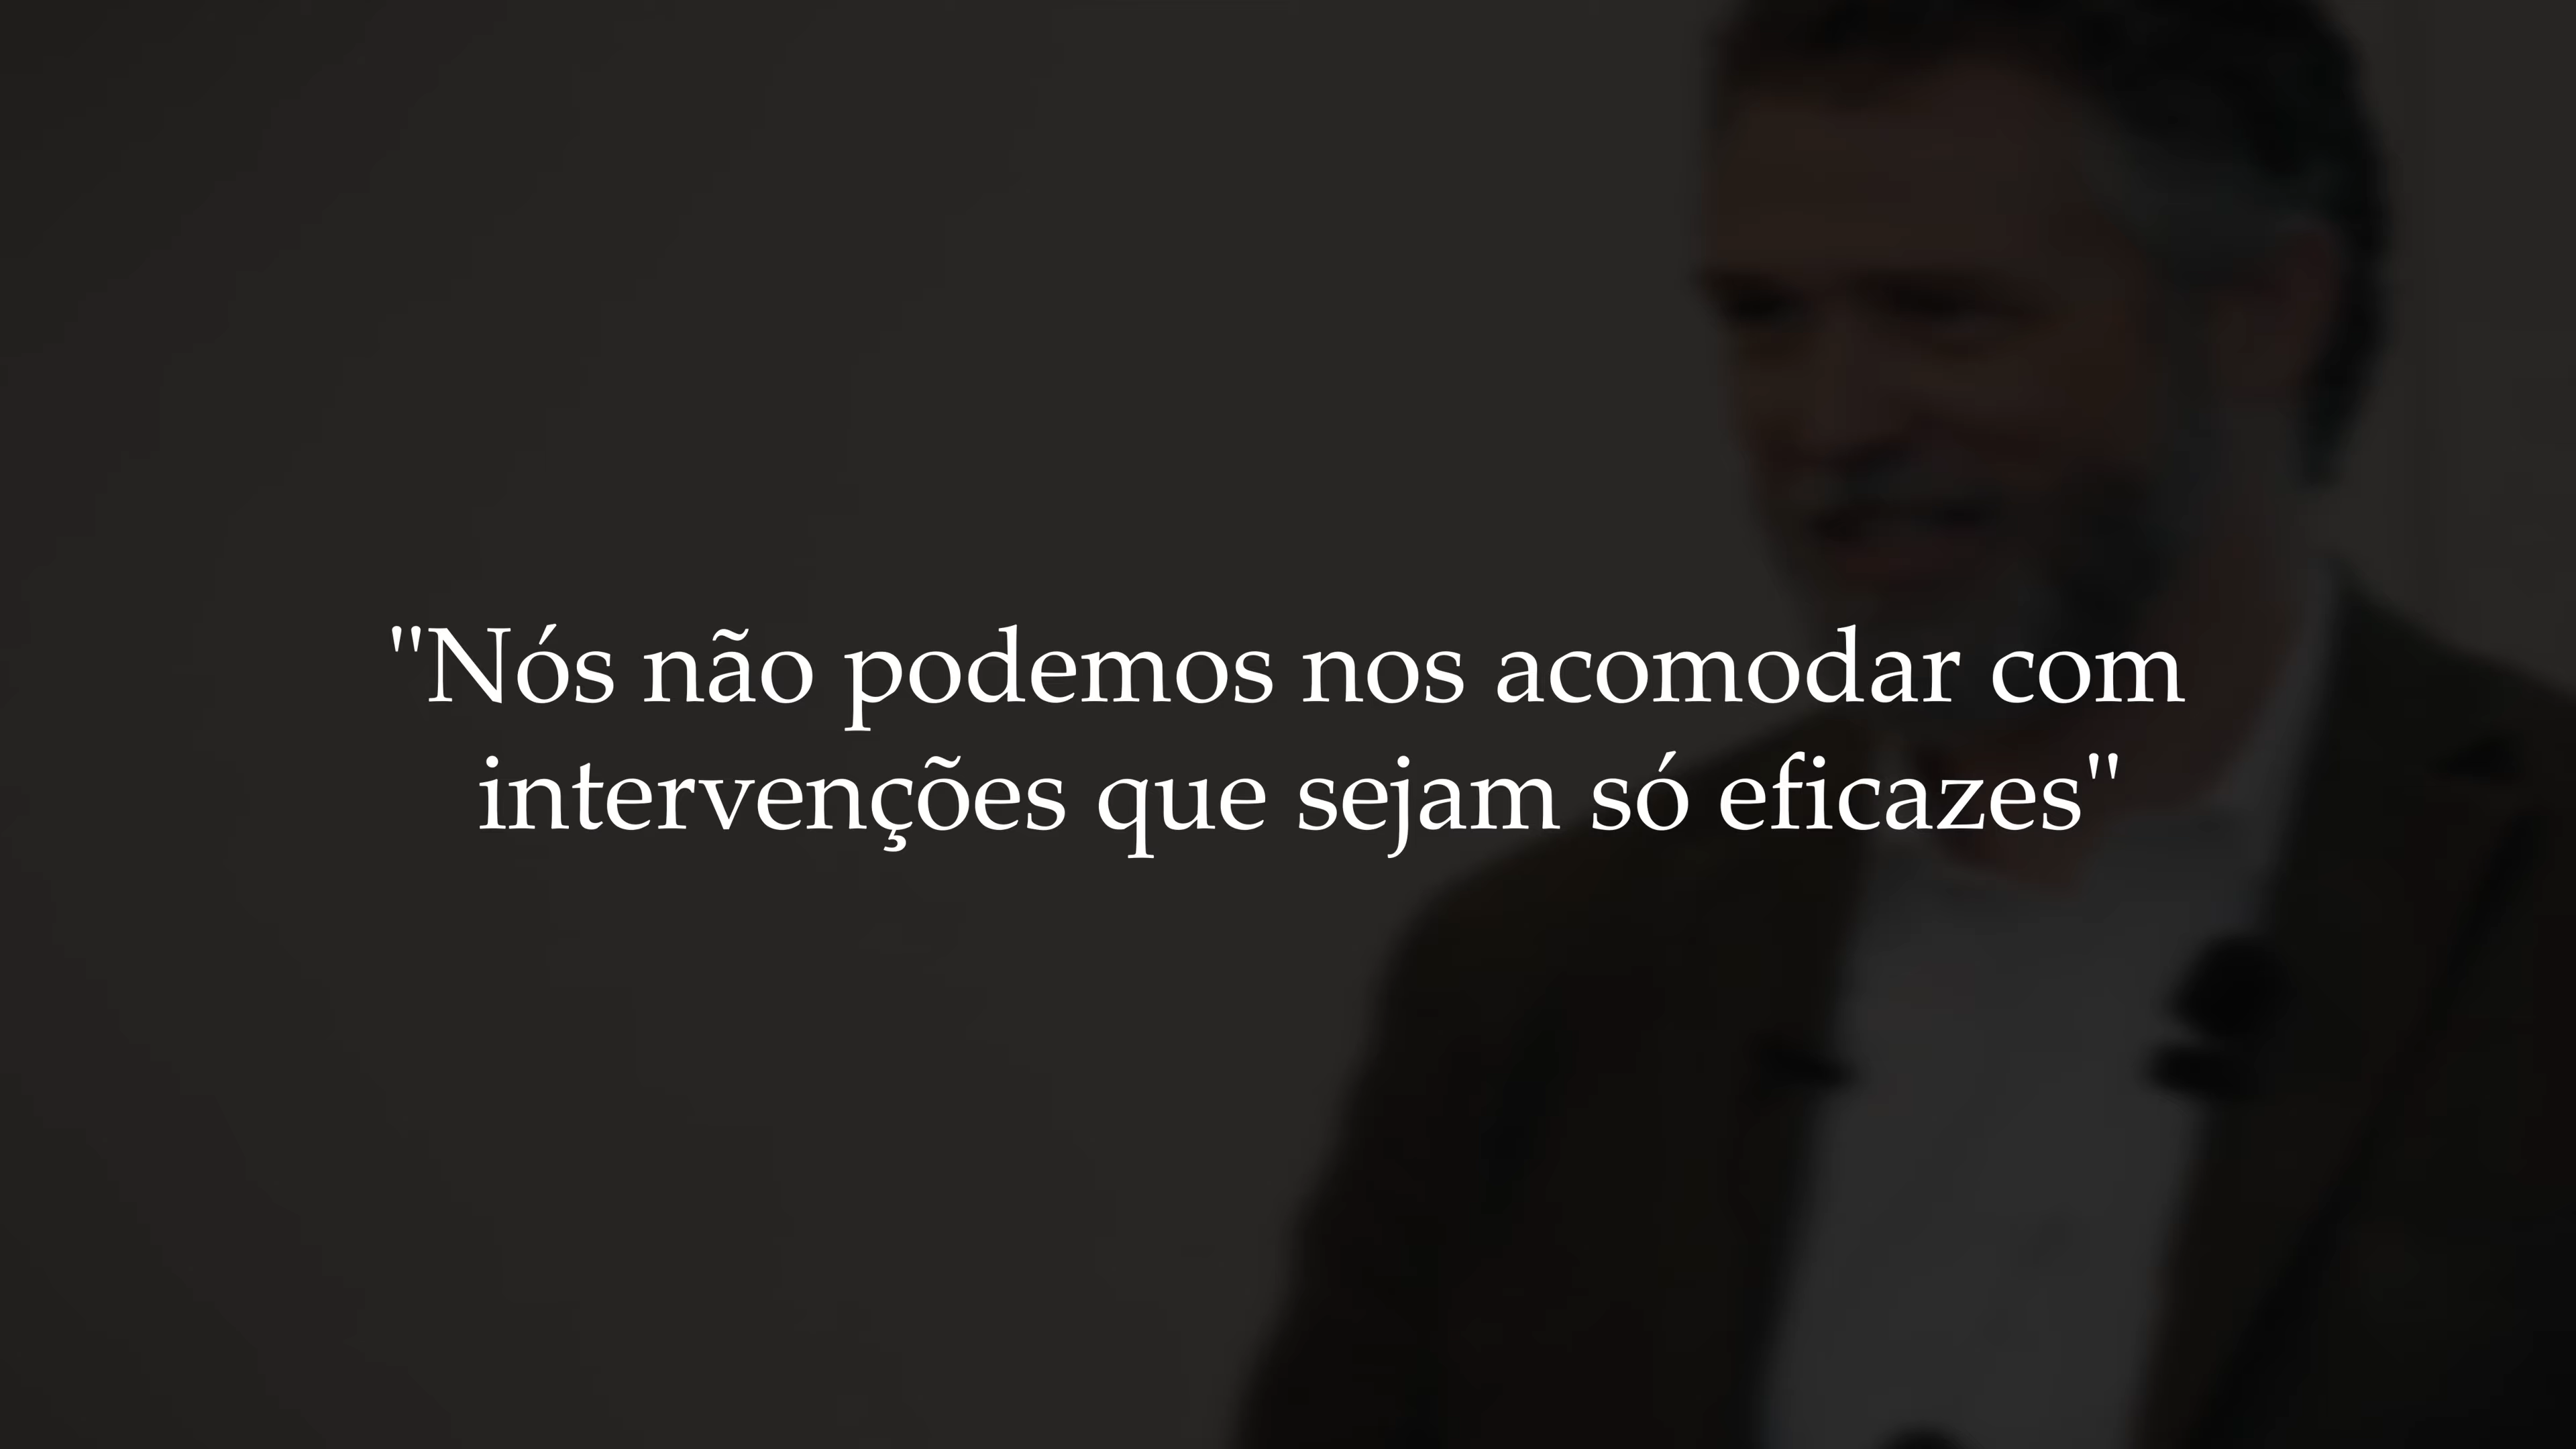 "Nós não podemos nos acomodar com
intervenções que sejam só eficazes"